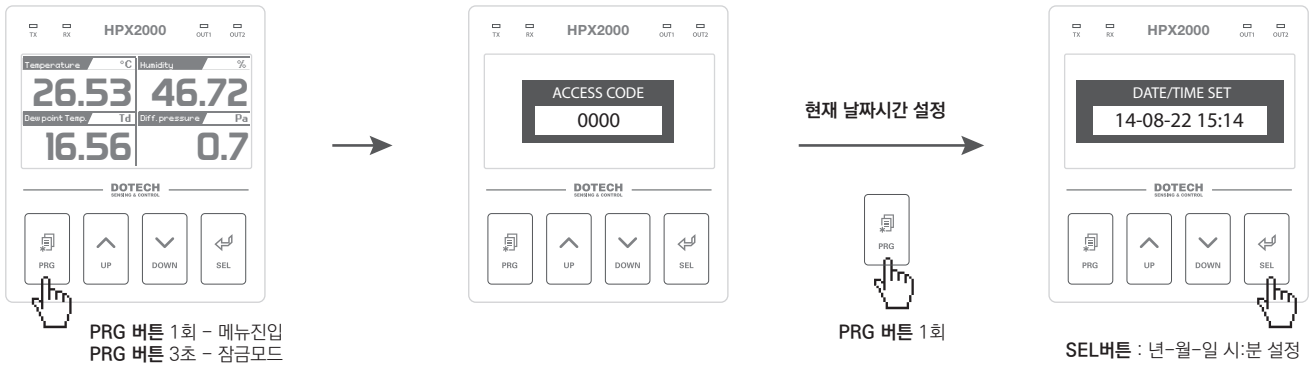 TX RX HPX2000 OUT1 OUT2
Temperature °C Humidity %
26.53 46.72
Dew point Temp. Td Diff. pressure Pa
16.56 0.7
DOTECH
SENSING & CONTROL
PRG UP DOWN SEL
PRG 버튼 1회 - 메뉴진입
PRG 버튼 3초 - 잠금모드
TX RX HPX2000 OUT1 OUT2
ACCESS CODE
0000
DOTECH
SENSING & CONTROL
PRG UP DOWN SEL
현재 날짜시간 설정
PRG
PRG 버튼 1회
TX RX HPX2000 OUT1 OUT2
DATE/TIME SET
14-08-22 15:14
DOTECH
SENSING & CONTROL
PRG UP DOWN SEL
SEL버튼 : 년-월-일 시:분 설정